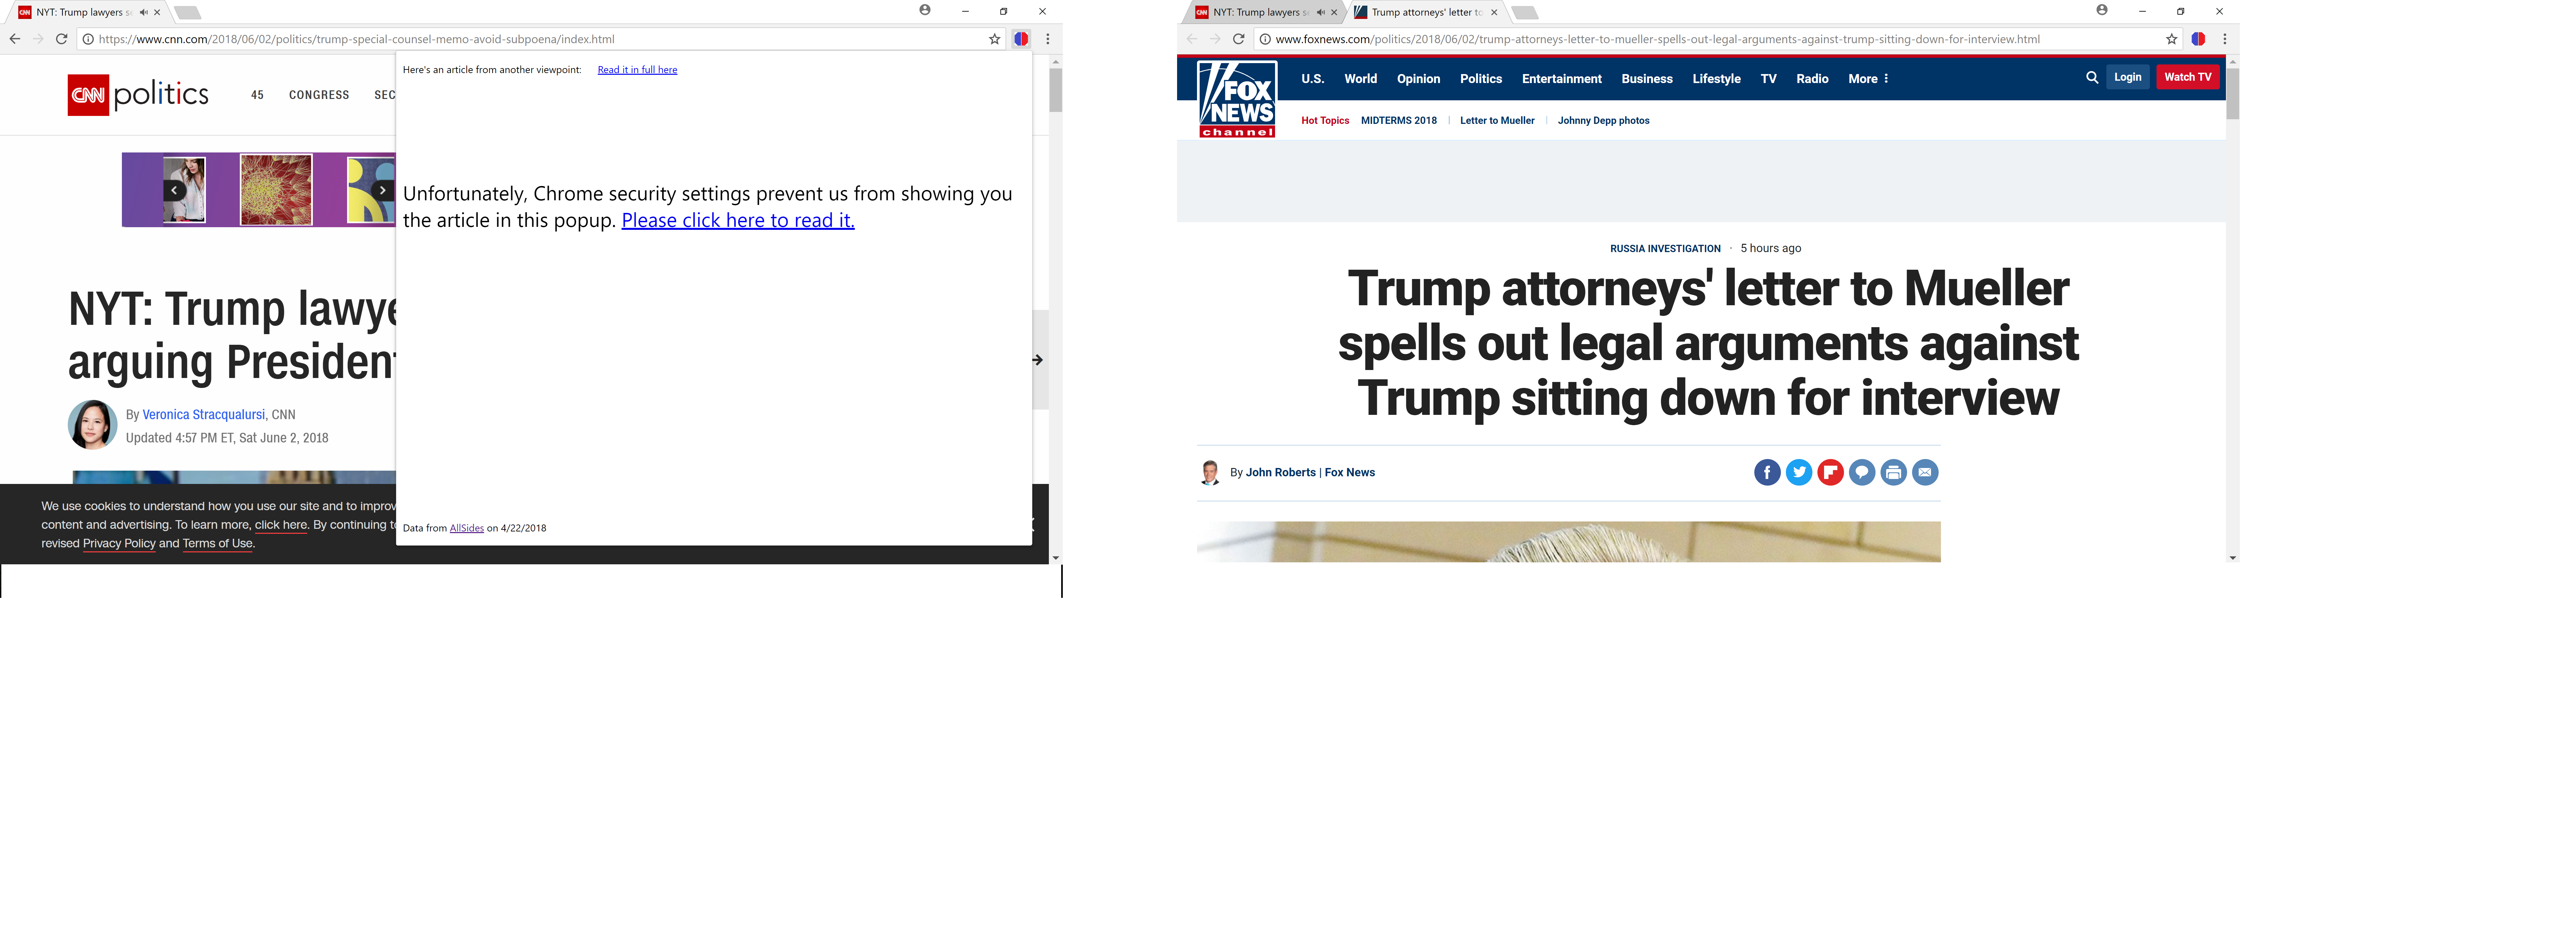 NYT: Trump lawyers s
https://www.cnn.com/2018/06/02/politics/trump-special-counsel-memo-avoid-subpoena/index.html
CNN politics
45 CONGRESS SEC
Here's an article from another viewpoint: Read it in full here
Unfortunately, Chrome security settings prevent us from showing you
the article in this popup. Please click here to read it.
NYT: Trump lawye
arguing President
By Veronica Stracqualursi, CNN
Updated 4:57 PM ET, Sat June 2, 2018
We use cookies to understand how you use our site and to improv
content and advertising. To learn more, click here. By continuing to
revised Privacy Policy and Terms of Use.
Data from AllSides on 4/22/2018
NYT: Trump lawyers s
Trump attorneys' letter to
www.foxnews.com/politics/2018/06/02/trump-attorneys-letter-to-mueller-spells-out-legal-arguments-against-trump-sitting-down-for-interview.html
FOX
NEWS
channel
U.S. World Opinion Politics Entertainment Business Lifestyle TV Radio More
Login Watch TV
Hot Topics MIDTERMS 2018 Letter to Mueller Johnny Depp photos
RUSSIA INVESTIGATION · 5 hours ago
Trump attorneys' letter to Mueller
spells out legal arguments against
Trump sitting down for interview
By John Roberts | Fox News